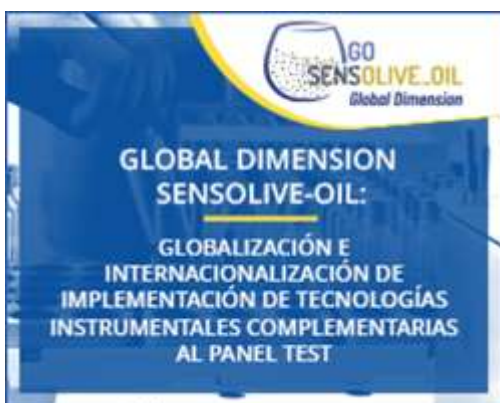 GO
SENSOLIVE_OIL
Global Dimension
GLOBAL DIMENSION
SENSOLIVE-OIL:
GLOBALIZACIÓN E
INTERNACIONALIZACIÓN DE
IMPLEMENTACIÓN DE TECNOLOGÍAS
INSTRUMENTALES COMPLEMENTARIAS
AL PANEL TEST